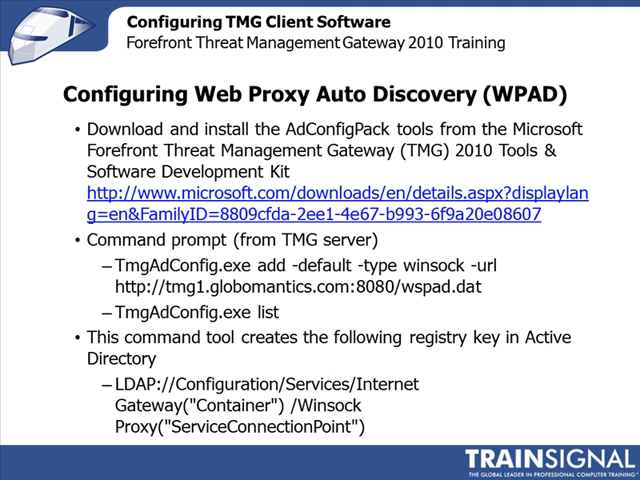 Configuring TMG Client Software
Forefront Threat Management Gateway 2010 Training
Configuring Web Proxy Auto Discovery (WPAD)
• Download and install the AdConfigPack tools from the Microsoft
Forefront Threat Management Gateway (TMG) 2010 Tools &
Software Development Kit
http://www.microsoft.com/downloads/en/details.aspx?displaylan
g=en&FamilyID=8809cfda-2ee1-4e67-b993-6f9a20e08607
• Command prompt (from TMG server)
– TmgAdConfig.exe add -default -type winsock -url
http://tmg1.globomantics.com:8080/wspad.dat
– TmgAdConfig.exe list
• This command tool creates the following registry key in Active
Directory
– LDAP://Configuration/Services/Internet
Gateway("Container") /Winsock
Proxy("ServiceConnectionPoint")
TRAINSIGNAL
THE GLOBAL LEADER IN PROFESSIONAL COMPUTER TRAINING